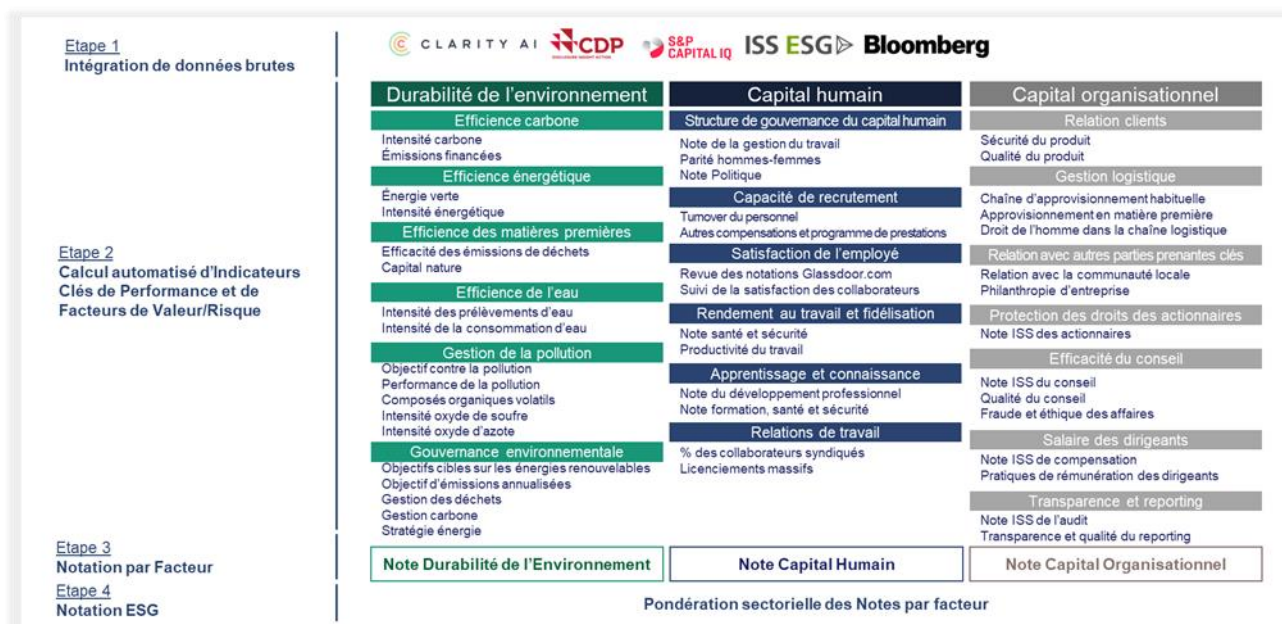 Etape 1
Intégration de données brutes
CLARITY AI
CDP
DISCLOSURE INSIGHT ACTION
S&P
CAPITAL IQ
ISS ESG
Bloomberg
Etape 2
Calcul automatisé d'Indicateurs
Clés de Performance et de
Facteurs de Valeur/Risque
Durabilité de l'environnement
Efficience carbone
Intensité carbone
Émissions financées
Efficience énergétique
Énergie verte
Intensité énergétique
Efficience des matières premières
Efficacité des émissions de déchets
Capital nature
Efficience de l'eau
Intensité des prélèvements d'eau
Intensité de la consommation d'eau
Gestion de la pollution
Objectif contre la pollution
Performance de la pollution
Composés organiques volatils
Intensité oxyde de soufre
Intensité oxyde d'azote
Gouvernance environnementale
Objectifs cibles sur les énergies renouvelables
Objectif d'émissions annualisées
Gestion des déchets
Gestion carbone
Stratégie énergie
Capital humain
Structure de gouvernance du capital humain
Note de la gestion du travail
Parité hommes-femmes
Note Politique
Capacité de recrutement
Turnover du personnel
Autres compensations et programme de prestations
Satisfaction de l'employé
Revue des notations Glassdoor.com
Suivi de la satisfaction des collaborateurs
Rendement au travail et fidélisation
Note santé et sécurité
Productivité du travail
Apprentissage et connaissance
Note du développement professionnel
Note formation, santé et sécurité
Relations de travail
% des collaborateurs syndiqués
Licenciements massifs
Capital organisationnel
Relation clients
Sécurité du produit
Qualité du produit
Gestion logistique
Chaîne d'approvisionnement habituelle
Approvisionnement en matière première
Droit de l'homme dans la chaîne logistique
Relation avec autres parties prenantes clés
Relation avec la communauté locale
Philanthropie d'entreprise
Protection des droits des actionnaires
Note ISS des actionnaires
Efficacité du conseil
Note ISS du conseil
Qualité du conseil
Fraude et éthique des affaires
Salaire des dirigeants
Note ISS de compensation
Pratiques de rémunération des dirigeants
Transparence et reporting
Note ISS de l'audit
Transparence et qualité du reporting
Etape 3
Notation par Facteur
Note Durabilité de l'Environnement
Note Capital Humain
Note Capital Organisationnel
Etape 4
Notation ESG
Pondération sectorielle des Notes par facteur